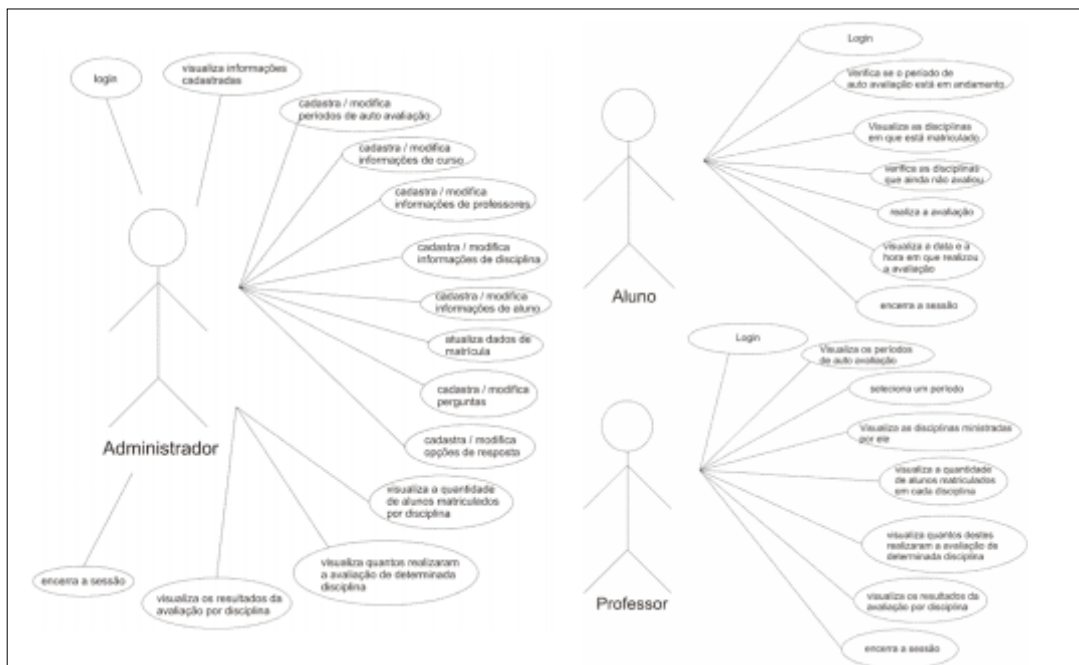 login
visualiza informações
cadastradas
cadastra / modifica
períodos de auto avaliação
cadastra / modifica
informações de curso
cadastra / modifica
informações de professores
cadastra / modifica
informações de disciplina
cadastra / modifica
informações de aluno
atualiza dados de
matrícula
cadastra / modifica
perguntas
cadastra / modifica
opções de resposta
Administrador
visualiza a quantidade
de alunos matriculados
por disciplina
visualiza quantos realizaram
a avaliação de determinada
disciplina
visualiza os resultados da
avaliação por disciplina
encerra a sessão
Login
Verifica se o período de
auto avaliação está em andamento
Visualiza as disciplinas
em que está matriculado
verifica as disciplinas
que ainda não avaliou
realiza a avaliação
visualiza a data e a
hora em que realizou
a avaliação
encerra a sessão
Aluno
Login
Visualiza os períodos
de auto avaliação
seleciona um período
Visualiza as disciplinas ministradas
por ele
visualiza a quantidade
de alunos matriculados
em cada disciplina
visualiza quantos destes
realizaram a avaliação de
determinada disciplina
visualiza os resultados da
avaliação por disciplina
encerra a sessão
Professor